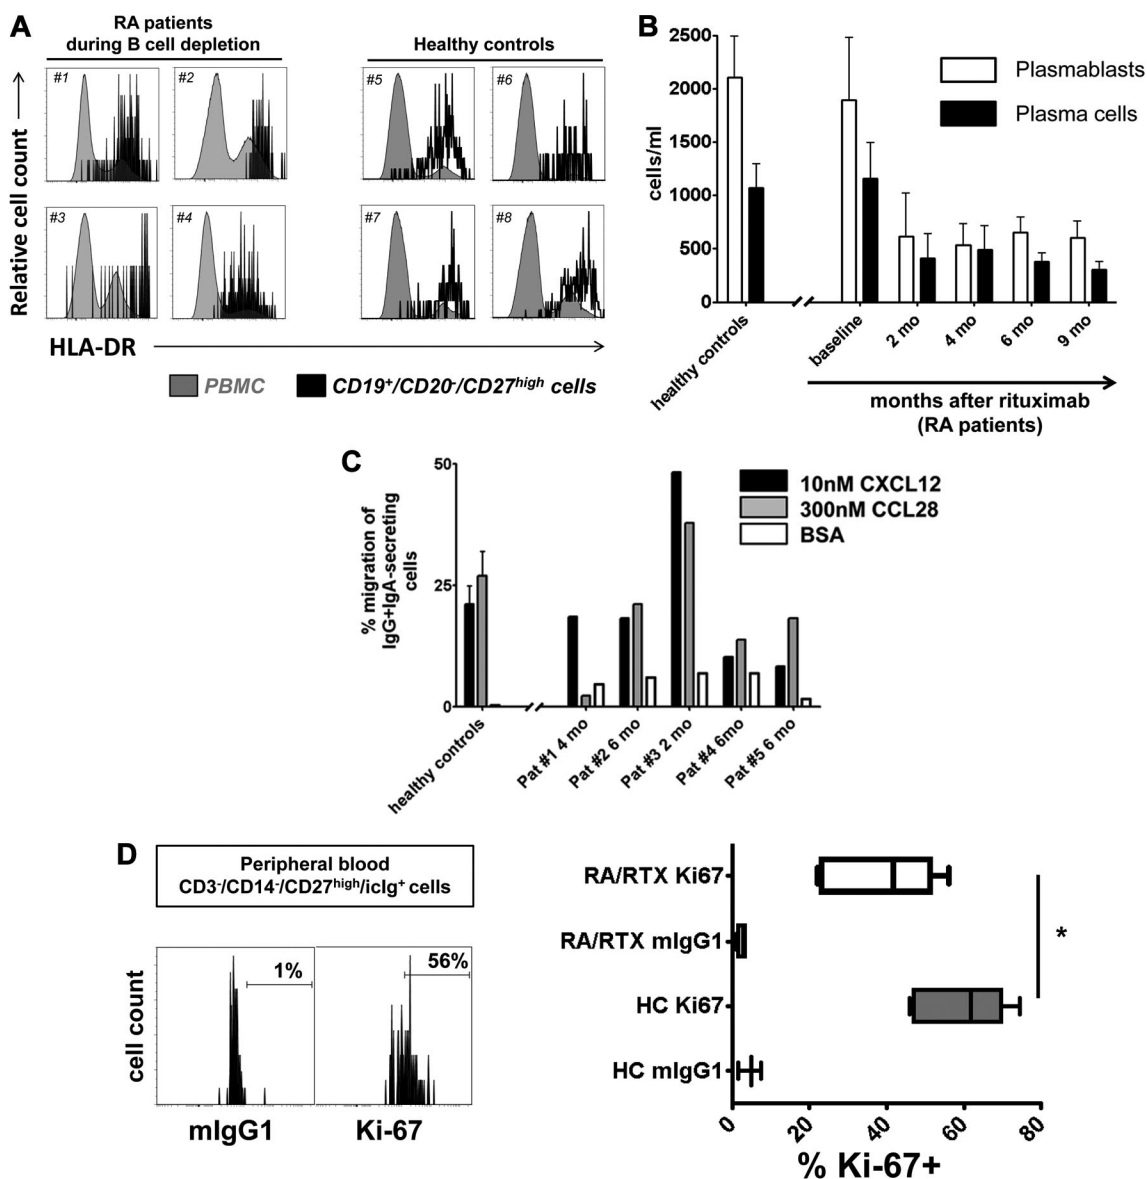 A
RA patients
during B cell depletion
Healthy controls
Relative cell count
#1
#2
#5
#6
#3
#4
#7
#8
HLA-DR
PBMC
CD19+/CD20-/CD27high cells
B
2500
2000
1500
1000
500
0
cells/ml
Plasmablasts
Plasma cells
healthy controls
baseline
2 mo
4 mo
6 mo
9 mo
months after rituximab
(RA patients)
C
50
25
0
% migration of
IgG+IgA-secreting
cells
10nM CXCL12
300nM CCL28
BSA
healthy controls
Pat #1 4 mo
Pat #2 6 mo
Pat #3 2 mo
Pat #4 6mo
Pat #5 6 mo
D
Peripheral blood
CD3-/CD14-/CD27high/icIg+ cells
cell count
1%
56%
mIgG1
Ki-67
RA/RTX Ki67
RA/RTX mIgG1
HC Ki67
HC mIgG1
*
0
20
40
60
80
% Ki-67+